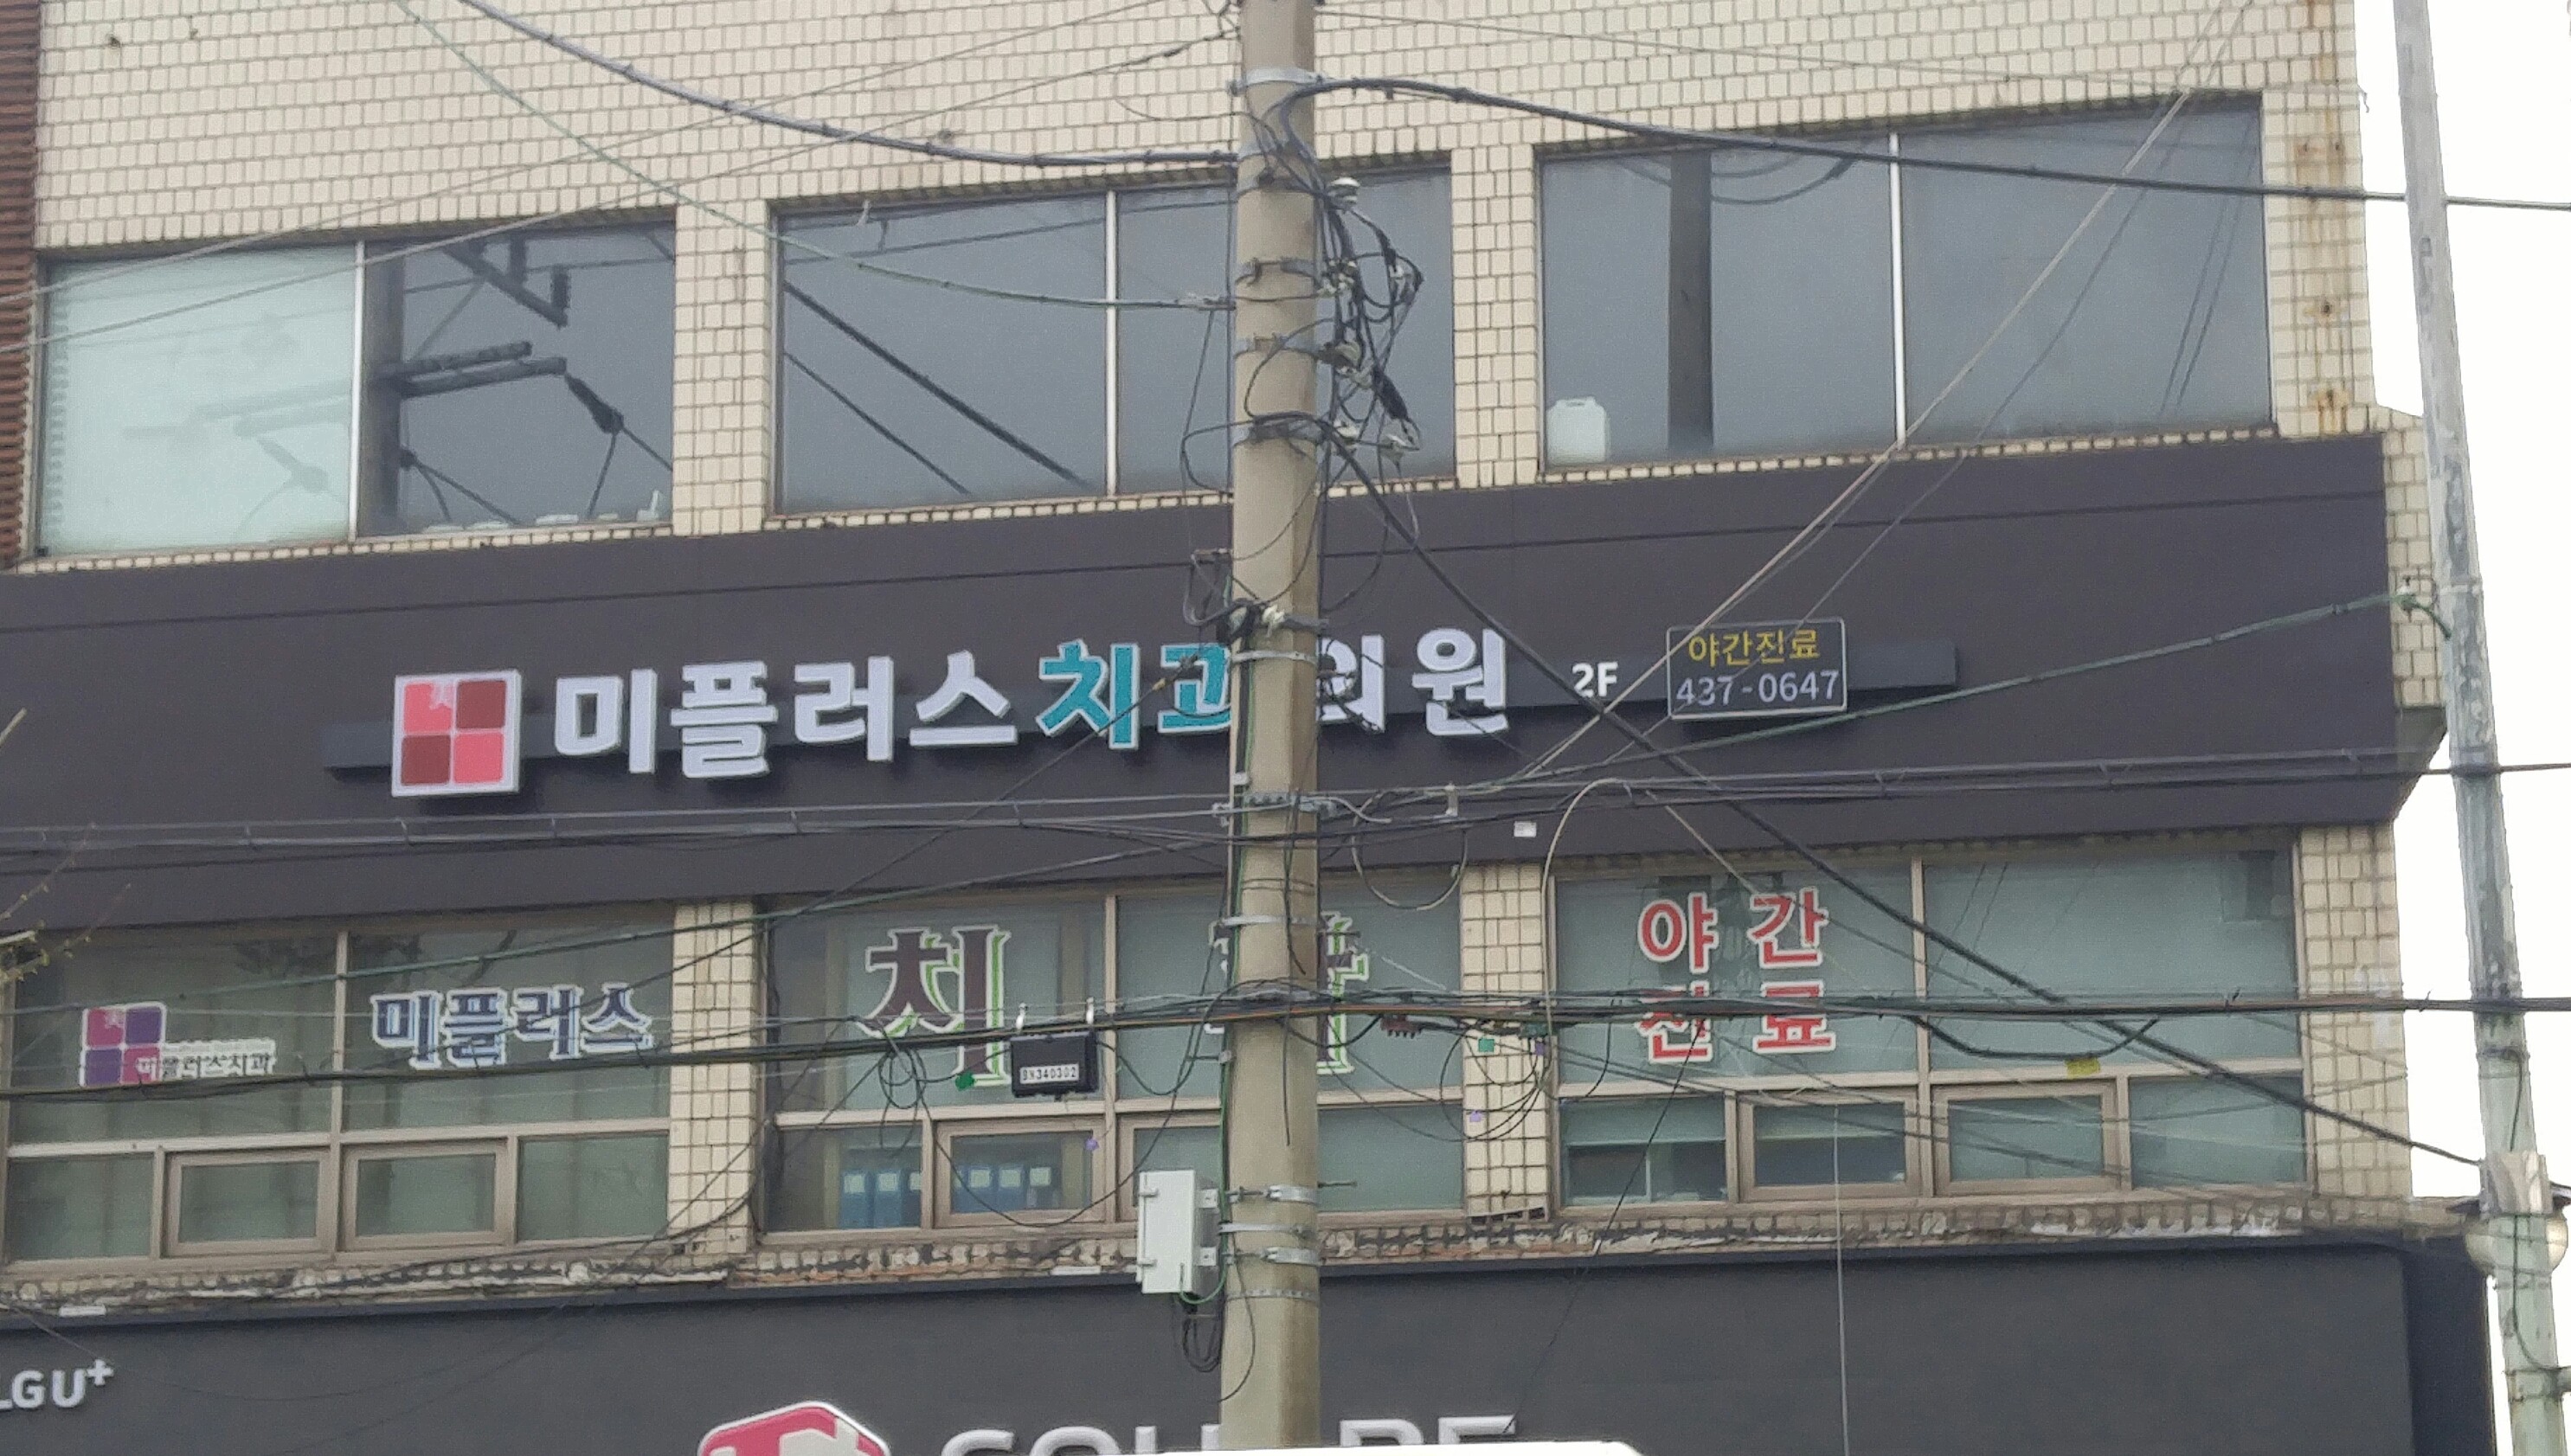 미플러스치과의원 2F
야간진료
437-0647
미플러스치과
미플러스
치과
야간
진료
LGU+